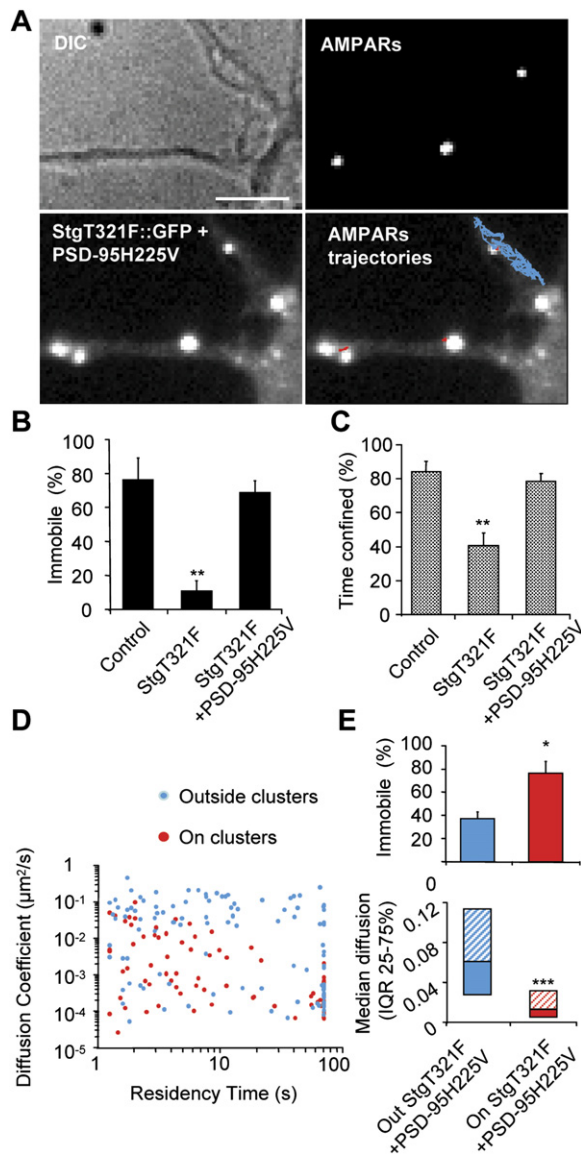 A
DIC
AMPARs
StgT321F::GFP +
PSD-95H225V
AMPARs
trajectories
B
Immobile (%)
100
80
60
40
20
0
**
Control
StgT321F
StgT321F
+PSD-95H225V
C
Time confined (%)
100
80
60
40
20
0
**
Control
StgT321F
StgT321F
+PSD-95H225V
D
Outside clusters
On clusters
Diffusion Coefficient (µm²/s)
1
10⁻¹
10⁻²
10⁻³
10⁻⁴
10⁻⁵
1
10
100
Residency Time (s)
E
Immobile (%)
100
80
60
40
0
*
Median diffusion
(IQR 25-75%)
0.12
0.08
0.04
0
***
Out StgT321F
+PSD-95H225V
On StgT321F
+PSD-95H225V